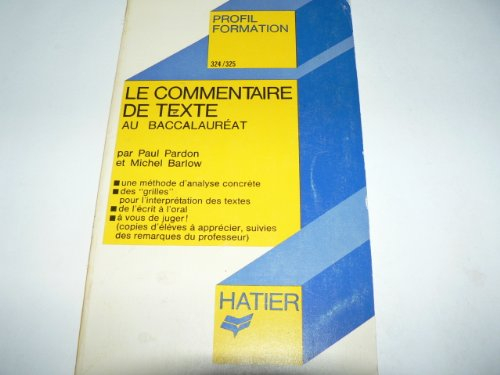 PROFIL
FORMATION
324/325
LE COMMENTAIRE
DE TEXTE
AU BACCALAURÉAT
par Paul Pardon
et Michel Barlow
■ une méthode d'analyse concrète
■ des "grilles"
pour l'interprétation des textes
■ de l'écrit à l'oral
■ à vous de juger!
(copies d'élèves à apprécier, suivies
des remarques du professeur)
HATIER